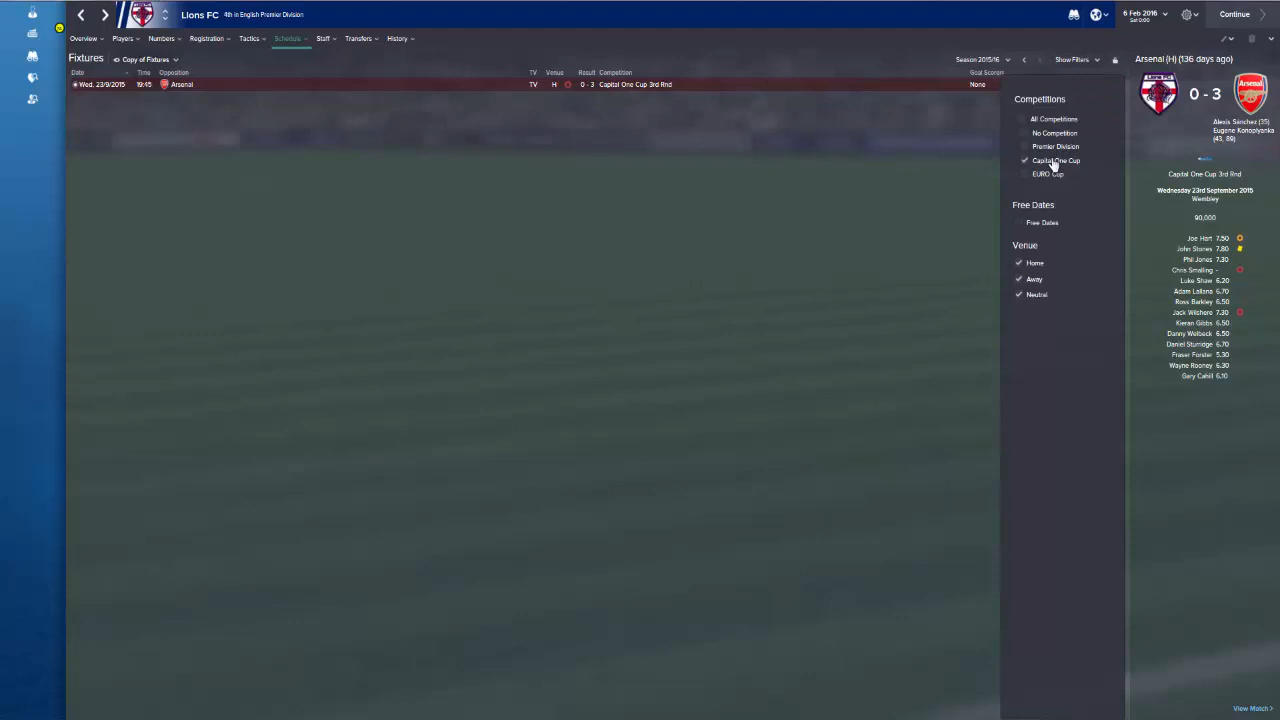 Lions FC 4th in English Premier Division
6 Feb 2016
Sat 0:00
Continue
Overview Players Numbers Registration Tactics Schedule Staff Transfers History
Fixtures Copy of Fixtures Season 2015/16 Show Filters
Date Time Opposition TV Venue Result Competition Goal Scorers
Wed, 23/9/2015 19:45 Arsenal TV H 0 - 3 Capital One Cup 3rd Rnd None
Competitions
All Competitions
No Competition
Premier Division
Capital One Cup
EURO Cup
Free Dates
Free Dates
Venue
Home
Away
Neutral
Arsenal (H) (136 days ago)
0 - 3
Arsenal
Alexis Sánchez (35)
Eugene Konoplyanka
(43, 89)
Capital One Cup 3rd Rnd
Wednesday 23rd September 2015
Wembley
90,000
Joe Hart 7.50
John Stones 7.80
Phil Jones 7.30
Chris Smalling -
Luke Shaw 6.20
Adam Lallana 6.70
Ross Barkley 6.50
Jack Wilshere 7.30
Kieran Gibbs 6.50
Danny Welbeck 6.50
Daniel Sturridge 6.70
Fraser Forster 5.30
Wayne Rooney 6.30
Gary Cahill 6.10
View Match >